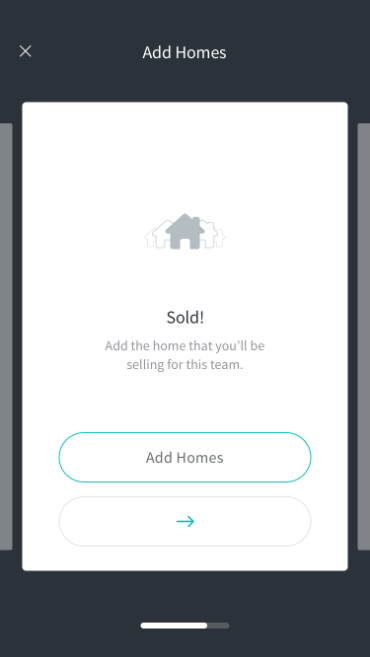 Add Homes
Sold!
Add the home that you'll be
selling for this team.
Add Homes